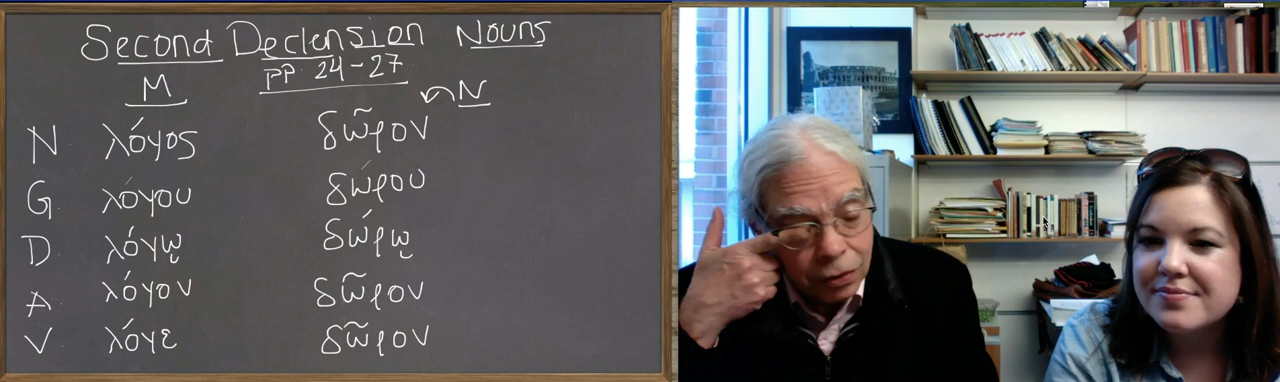 Second Declension Nouns
pp 24-27
M N
N λόγος δῶρον
G λόγου δώρου
D λόγῳ δώρῳ
A λόγον δῶρον
V λόγε δῶρον